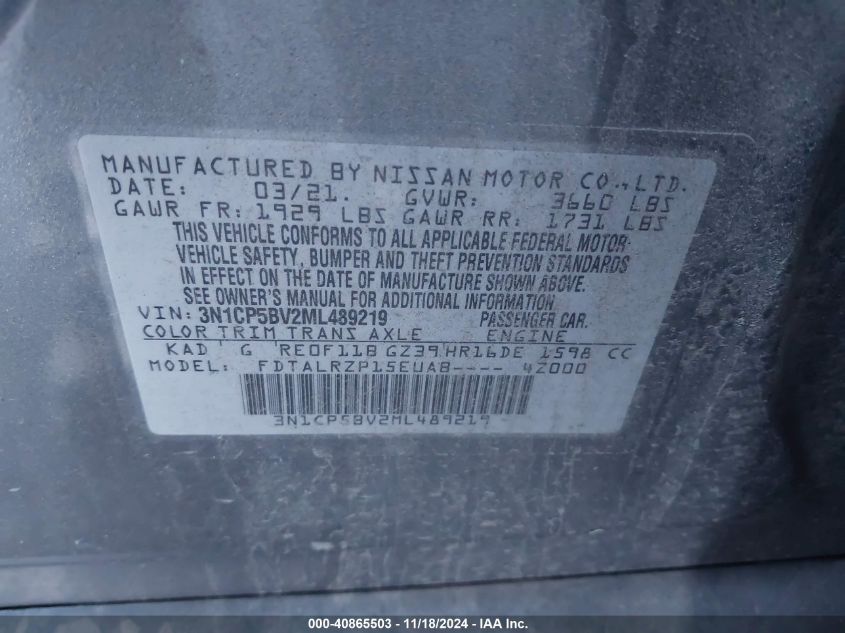 MANUFACTURED BY NISSAN MOTOR CO., LTD.
DATE: 03/21. GVWR: 3660 LBS
GAWR FR: 1929 LBS GAWR RR: 1731 LBS
THIS VEHICLE CONFORMS TO ALL APPLICABLE FEDERAL MOTOR-
VEHICLE SAFETY, BUMPER AND THEFT PREVENTION STANDARDS
IN EFFECT ON THE DATE OF MANUFACTURE SHOWN ABOVE.
SEE OWNER'S MANUAL FOR ADDITIONAL INFORMATION
VIN: 3N1CP5BV2ML489219 PASSENGER CAR.
COLOR TRIM TRANS AXLE ENGINE
KAD G RE0F11B GZ39 HR16DE 1598 CC
MODEL: FDTALRZP15EUAB---- 4Z000
3N1CP5BV2ML489219
000-40865503 - 11/18/2024 - IAA Inc.